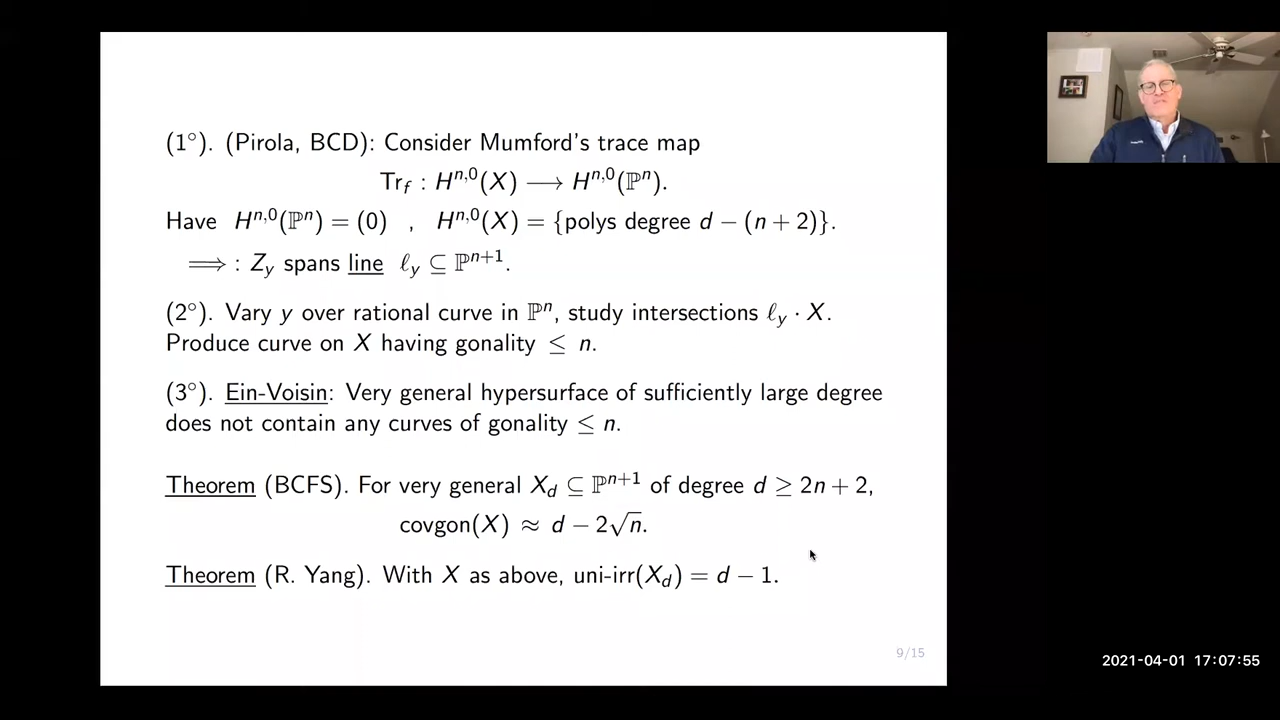 (1°). (Pirola, BCD): Consider Mumford's trace map
Tr_f : H^{n,0}(X) ⟶ H^{n,0}(ℙ^n).
Have H^{n,0}(ℙ^n) = (0) , H^{n,0}(X) = {polys degree d − (n + 2)}.
⟹ : Z_y spans line ℓ_y ⊆ ℙ^{n+1}.
(2°). Vary y over rational curve in ℙ^n, study intersections ℓ_y · X.
Produce curve on X having gonality ≤ n.
(3°). Ein-Voisin: Very general hypersurface of sufficiently large degree
does not contain any curves of gonality ≤ n.
Theorem (BCFS). For very general X_d ⊆ ℙ^{n+1} of degree d ≥ 2n + 2,
covgon(X) ≈ d − 2√n.
Theorem (R. Yang). With X as above, uni-irr(X_d) = d − 1.
9/15
2021-04-01 17:07:55